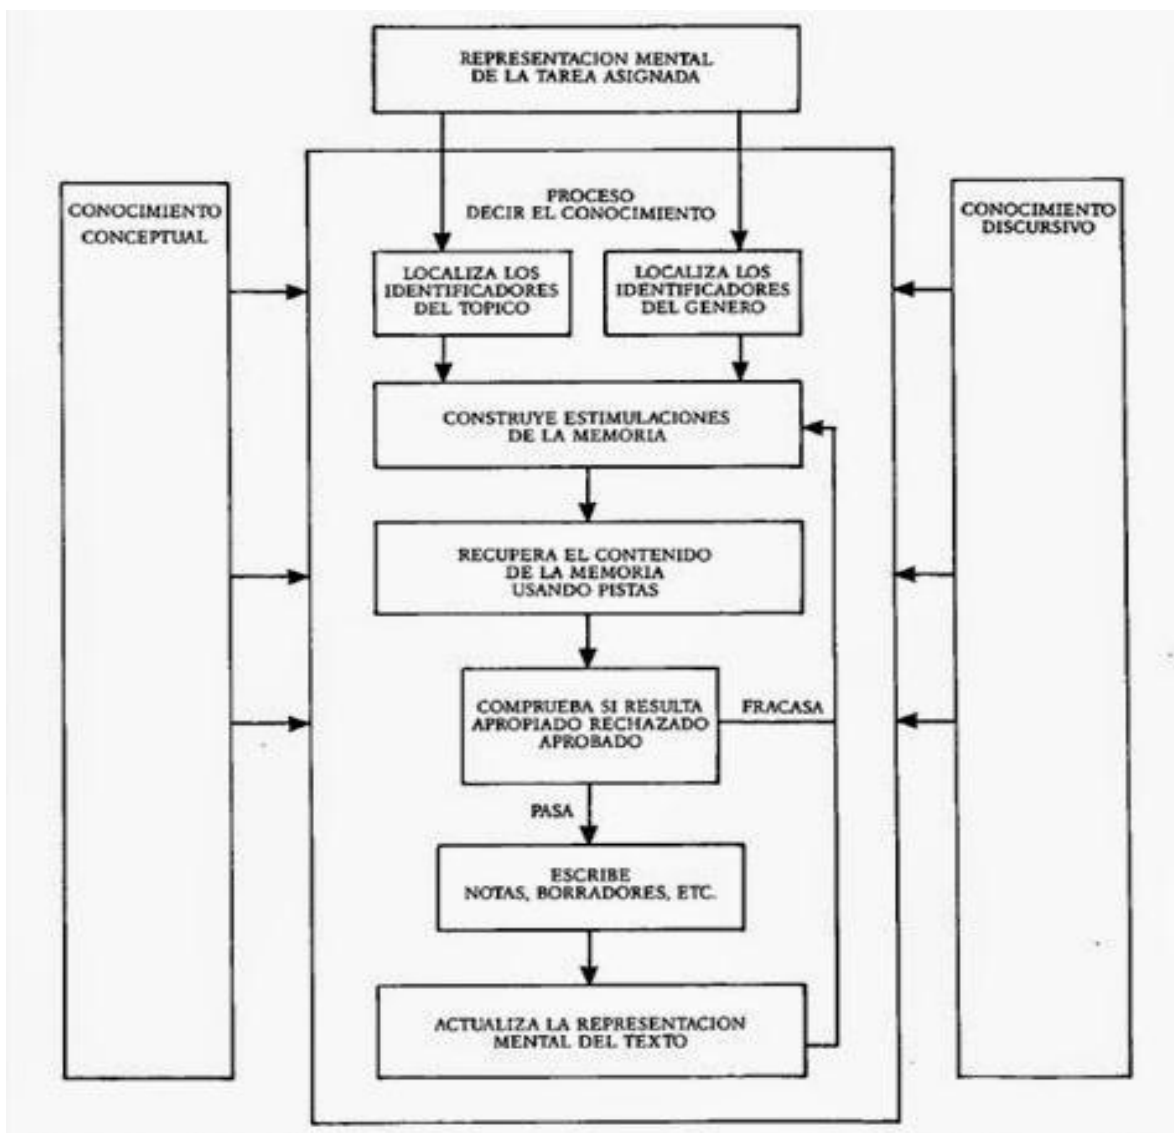 REPRESENTACION MENTAL
DE LA TAREA ASIGNADA
CONOCIMIENTO
CONCEPTUAL
PROCESO
DECIR EL CONOCIMIENTO
CONOCIMIENTO
DISCURSIVO
LOCALIZA LOS
IDENTIFICADORES
DEL TOPICO
LOCALIZA LOS
IDENTIFICADORES
DEL GENERO
CONSTRUYE ESTIMULACIONES
DE LA MEMORIA
RECUPERA EL CONTENIDO
DE LA MEMORIA
USANDO PISTAS
COMPRUEBA SI RESULTA
APROPIADO RECHAZADO
APROBADO
FRACASA
PASA
ESCRIBE
NOTAS, BORRADORES, ETC.
ACTUALIZA LA REPRESENTACION
MENTAL DEL TEXTO